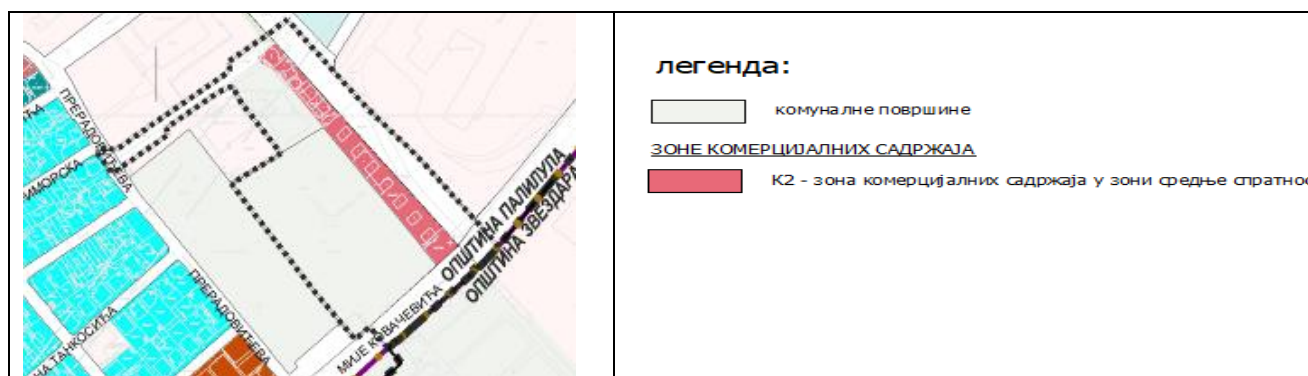 ПРЕРАДОВИЋЕВА
ПРЕРАДОВИЋЕВА
МИЈЕ КОВАЧЕВИЋА
ОПШТИНА ПАЛИЛУЛА
ОПШТИНА ЗВЕЗДАРА
легенда:
комуналне површине
ЗОНЕ КОМЕРЦИЈАЛНИХ САДРЖАЈА
К2 - зона комерцијалних садржаја у зони средње